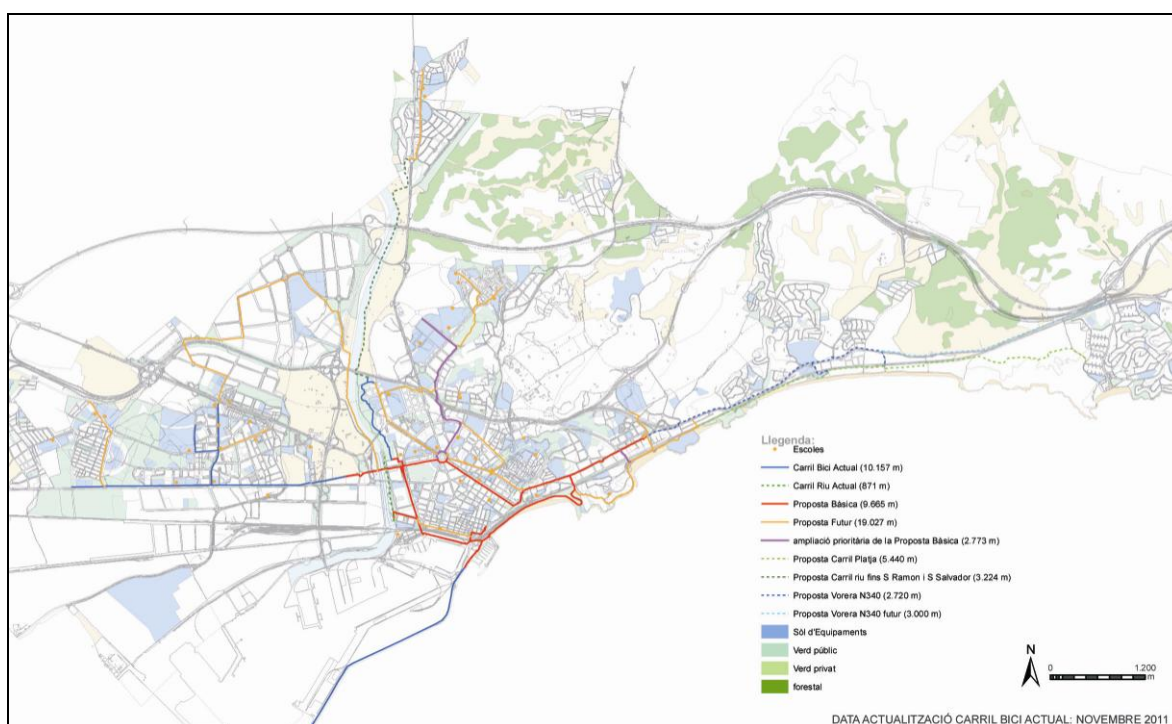 Llegenda:
Escoles
Carril Bici Actual (10.157 m)
Carril Riu Actual (871 m)
Proposta Bàsica (9.665 m)
Proposta Futur (19.027 m)
ampliació prioritària de la Proposta Bàsica (2.773 m)
Proposta Carril Platja (5.440 m)
Proposta Carril riu fins S Ramon i S Salvador (3.224 m)
Proposta Vorera N340 (2.720 m)
Proposta Vorera N340 futur (3.000 m)
Sòl d'Equipaments
Verd públic
Verd privat
forestal
N
0 1.200
m
DATA ACTUALITZACIÓ CARRIL BICI ACTUAL: NOVEMBRE 2011